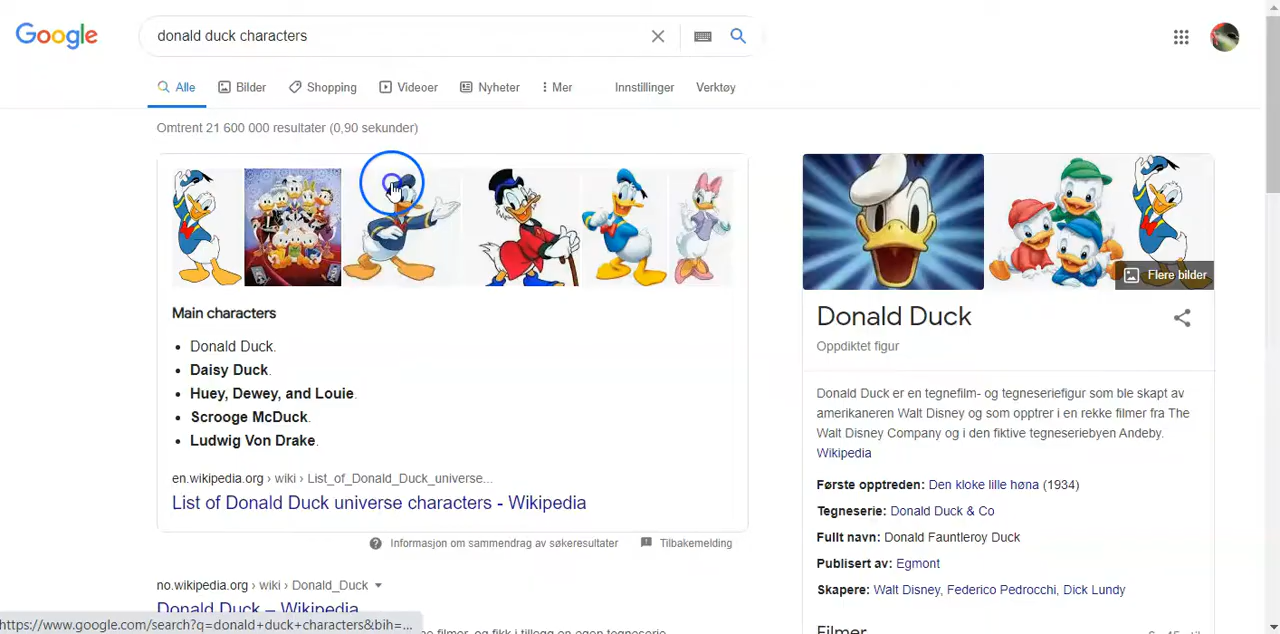 Google
donald duck characters
Alle Bilder Shopping Videoer Nyheter Mer Innstillinger Verktøy
Omtrent 21 600 000 resultater (0,90 sekunder)
Main characters
• Donald Duck.
• Daisy Duck.
• Huey, Dewey, and Louie.
• Scrooge McDuck.
• Ludwig Von Drake.
en.wikipedia.org › wiki › List_of_Donald_Duck_universe...
List of Donald Duck universe characters - Wikipedia
Informasjon om sammendrag av søkeresultater Tilbakemelding
no.wikipedia.org › wiki › Donald_Duck
Donald Duck – Wikipedia
https://www.google.com/search?q=donald+duck+characters&bih=...
Flere bilder
Donald Duck
Oppdiktet figur
Donald Duck er en tegnefilm- og tegneseriefigur som ble skapt av
amerikaneren Walt Disney og som opptrer i en rekke filmer fra The
Walt Disney Company og i den fiktive tegneseriebyen Andeby.
Wikipedia
Første opptreden: Den kloke lille høna (1934)
Tegneserie: Donald Duck & Co
Fullt navn: Donald Fauntleroy Duck
Publisert av: Egmont
Skapere: Walt Disney, Federico Pedrocchi, Dick Lundy
Filmer